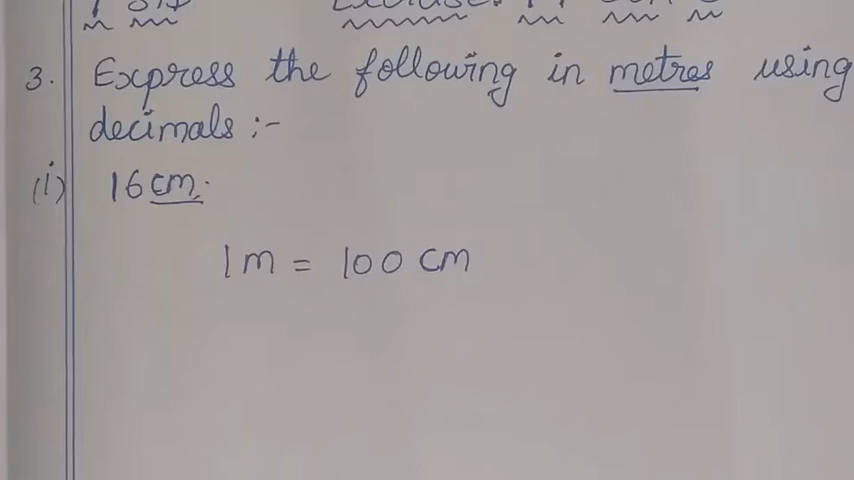 3. Express the following in metres using
decimals :-
(i) 16 cm.
1 m = 100 cm